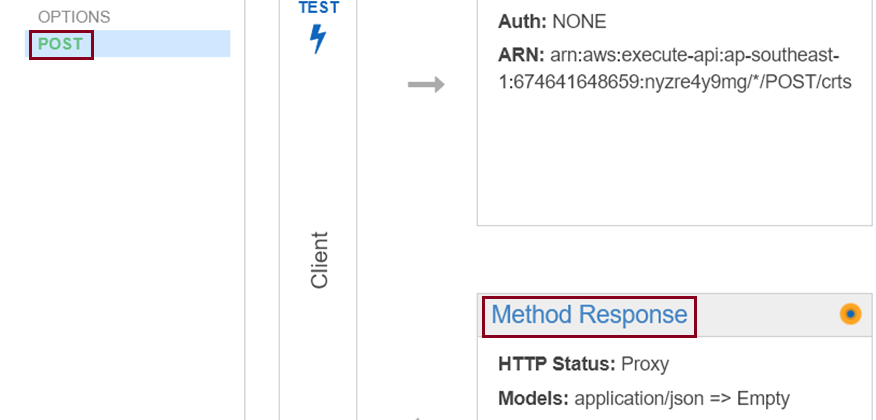 OPTIONS
POST
TEST
Client
Auth: NONE
ARN: arn:aws:execute-api:ap-southeast-
1:674641648659:nyzre4y9mg/*/POST/crts
Method Response
HTTP Status: Proxy
Models: application/json => Empty